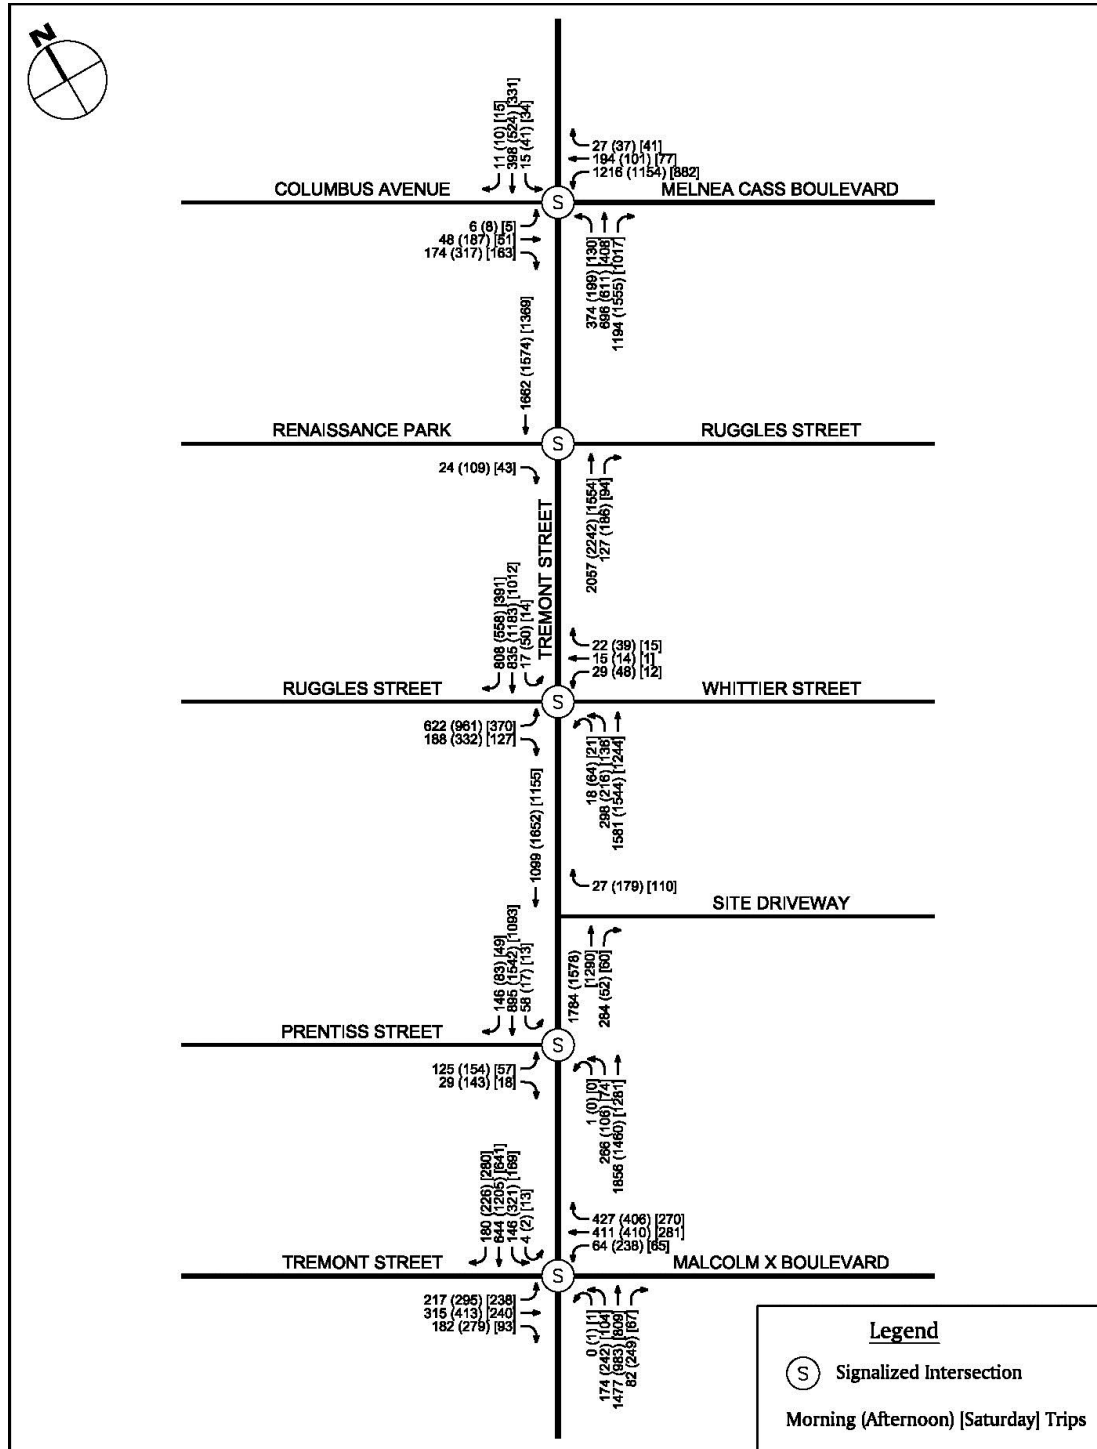 N
11 (10) [15]
398 (524) [331]
15 (41) [34]
27 (37) [41]
194 (101) [77]
1216 (1154) [882]
COLUMBUS AVENUE
MELNEA CASS BOULEVARD
S
6 (8) [5]
48 (187) [51]
174 (317) [163]
374 (199) [130]
696 (611) [408]
1194 (1555) [1017]
1662 (1574) [1369]
RENAISSANCE PARK
RUGGLES STREET
S
24 (109) [43]
2057 (2242) [1554]
127 (186) [94]
TREMONT STREET
808 (558) [391]
835 (1183) [1012]
17 (50) [14]
22 (39) [15]
15 (14) [1]
29 (48) [12]
RUGGLES STREET
WHITTIER STREET
S
622 (961) [370]
188 (332) [127]
18 (64) [21]
298 (216) [136]
1581 (1544) [1244]
1099 (1652) [1155]
27 (179) [110]
SITE DRIVEWAY
1784 (1578)
[1290]
284 (52) [60]
146 (83) [49]
895 (1542) [1093]
58 (17) [13]
PRENTISS STREET
S
125 (154) [57]
29 (143) [18]
1 (0) [0]
266 (106) [74]
1856 (1460) [1281]
180 (226) [280]
644 (1205) [641]
146 (321) [169]
4 (2) [13]
427 (406) [270]
411 (410) [281]
64 (238) [65]
TREMONT STREET
MALCOLM X BOULEVARD
S
217 (295) [238]
315 (413) [240]
182 (279) [93]
0 (1) [1]
174 (242) [104]
1477 (983) [809]
82 (249) [67]
Legend
S Signalized Intersection
Morning (Afternoon) [Saturday] Trips